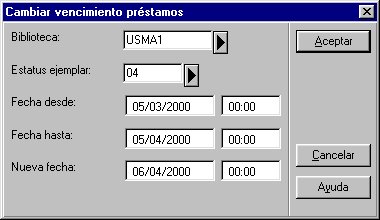 Cambiar vencimiento préstamos
Biblioteca: USMA1 Aceptar
Estatus ejemplar: 04
Fecha desde: 05/03/2000 00:00
Fecha hasta: 05/04/2000 00:00
Cancelar
Nueva fecha: 06/04/2000 00:00
Ayuda